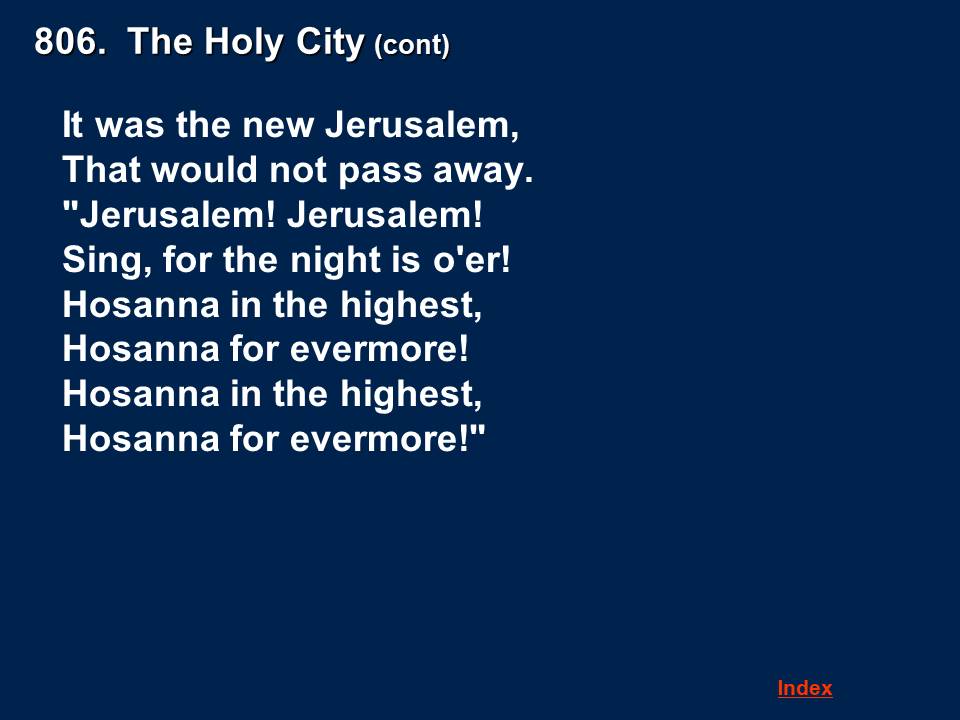 806.  The Holy City (cont)
It was the new Jerusalem,
That would not pass away.
"Jerusalem! Jerusalem!
Sing, for the night is o'er!
Hosanna in the highest,
Hosanna for evermore!
Hosanna in the highest,
Hosanna for evermore!"
Index